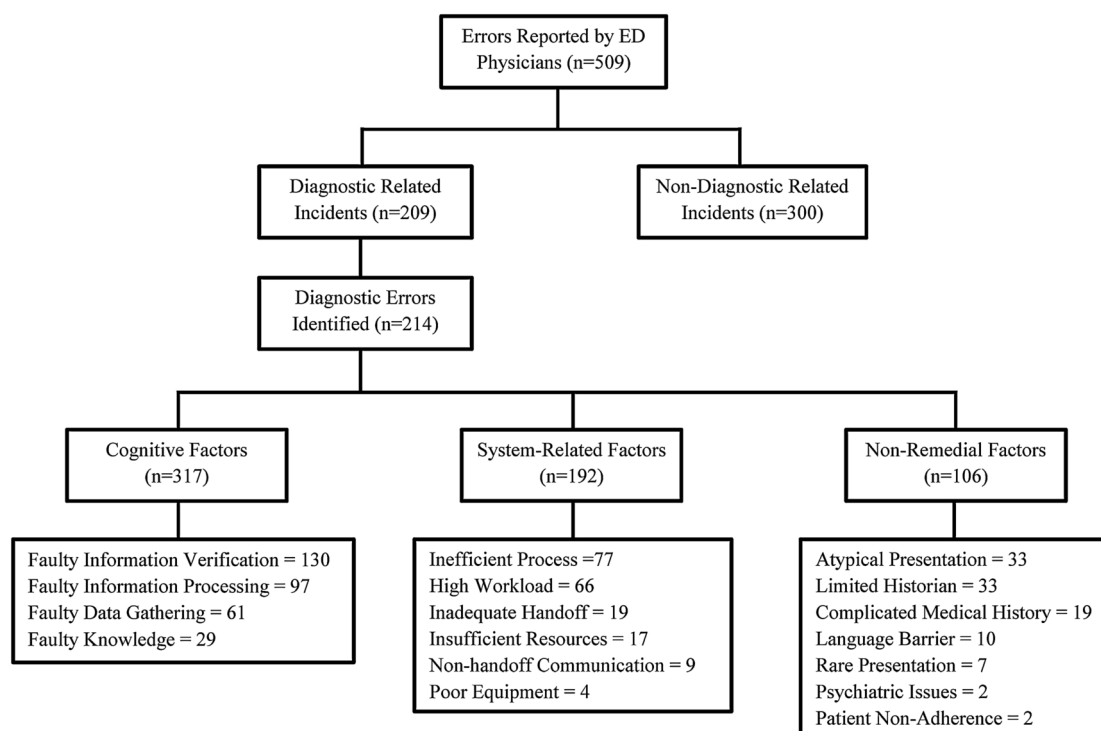 Errors Reported by ED
Physicians (n=509)
Diagnostic Related
Incidents (n=209)
Non-Diagnostic Related
Incidents (n=300)
Diagnostic Errors
Identified (n=214)
Cognitive Factors
(n=317)
System-Related Factors
(n=192)
Non-Remedial Factors
(n=106)
Faulty Information Verification = 130
Faulty Information Processing = 97
Faulty Data Gathering = 61
Faulty Knowledge = 29
Inefficient Process =77
High Workload = 66
Inadequate Handoff = 19
Insufficient Resources = 17
Non-handoff Communication = 9
Poor Equipment = 4
Atypical Presentation = 33
Limited Historian = 33
Complicated Medical History = 19
Language Barrier = 10
Rare Presentation = 7
Psychiatric Issues = 2
Patient Non-Adherence = 2